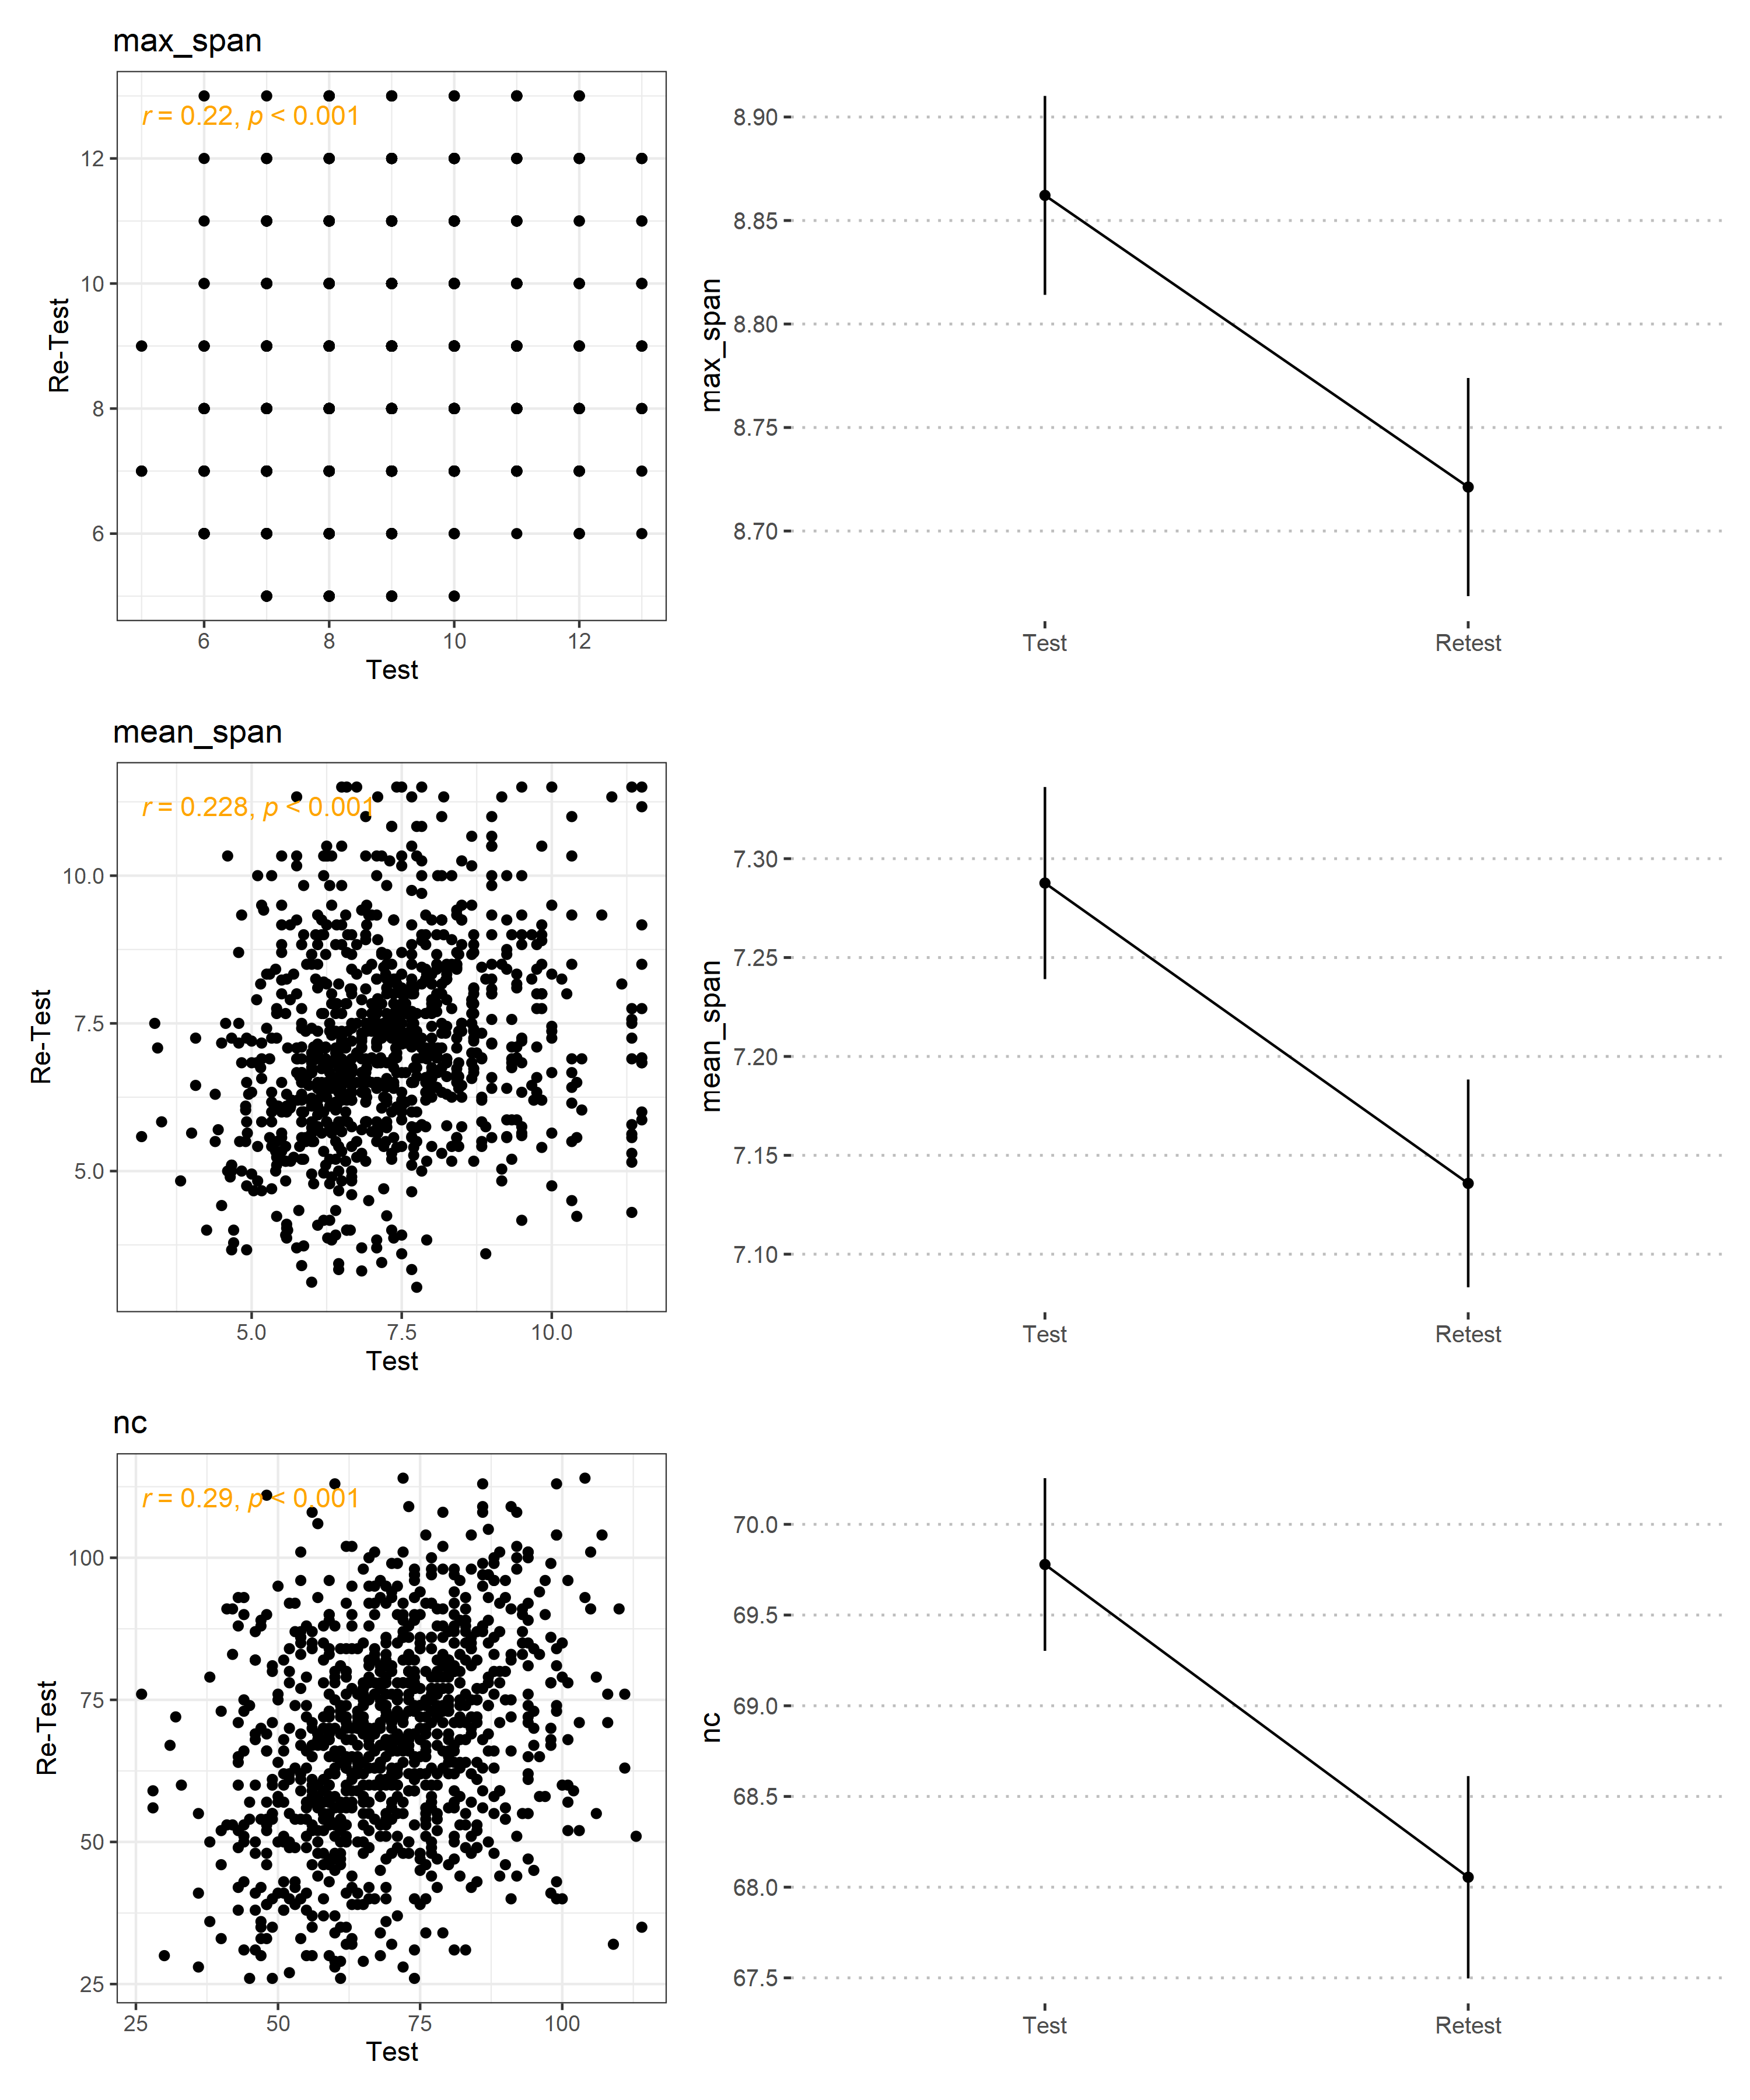 max_span
r = 0.22, p < 0.001
12
10
8
6
Re-Test
6 8 10 12
Test
8.90
8.85
8.80
8.75
8.70
max_span
Test Retest
mean_span
r = 0.228, p < 0.001
10.0
7.5
5.0
Re-Test
5.0 7.5 10.0
Test
7.30
7.25
7.20
7.15
7.10
mean_span
Test Retest
nc
r = 0.29, p < 0.001
100
75
50
25
Re-Test
25 50 75 100
Test
70.0
69.5
69.0
68.5
68.0
67.5
nc
Test Retest